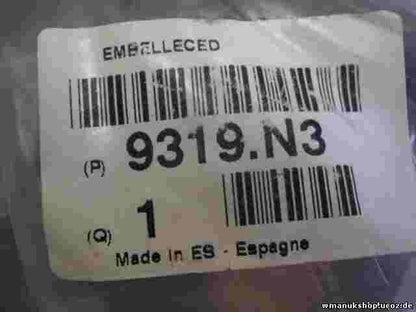 EMBELLECED
(P) 9319.N3
(Q) 1
Made in ES - Espagne
wmanukshop.ucoz.de